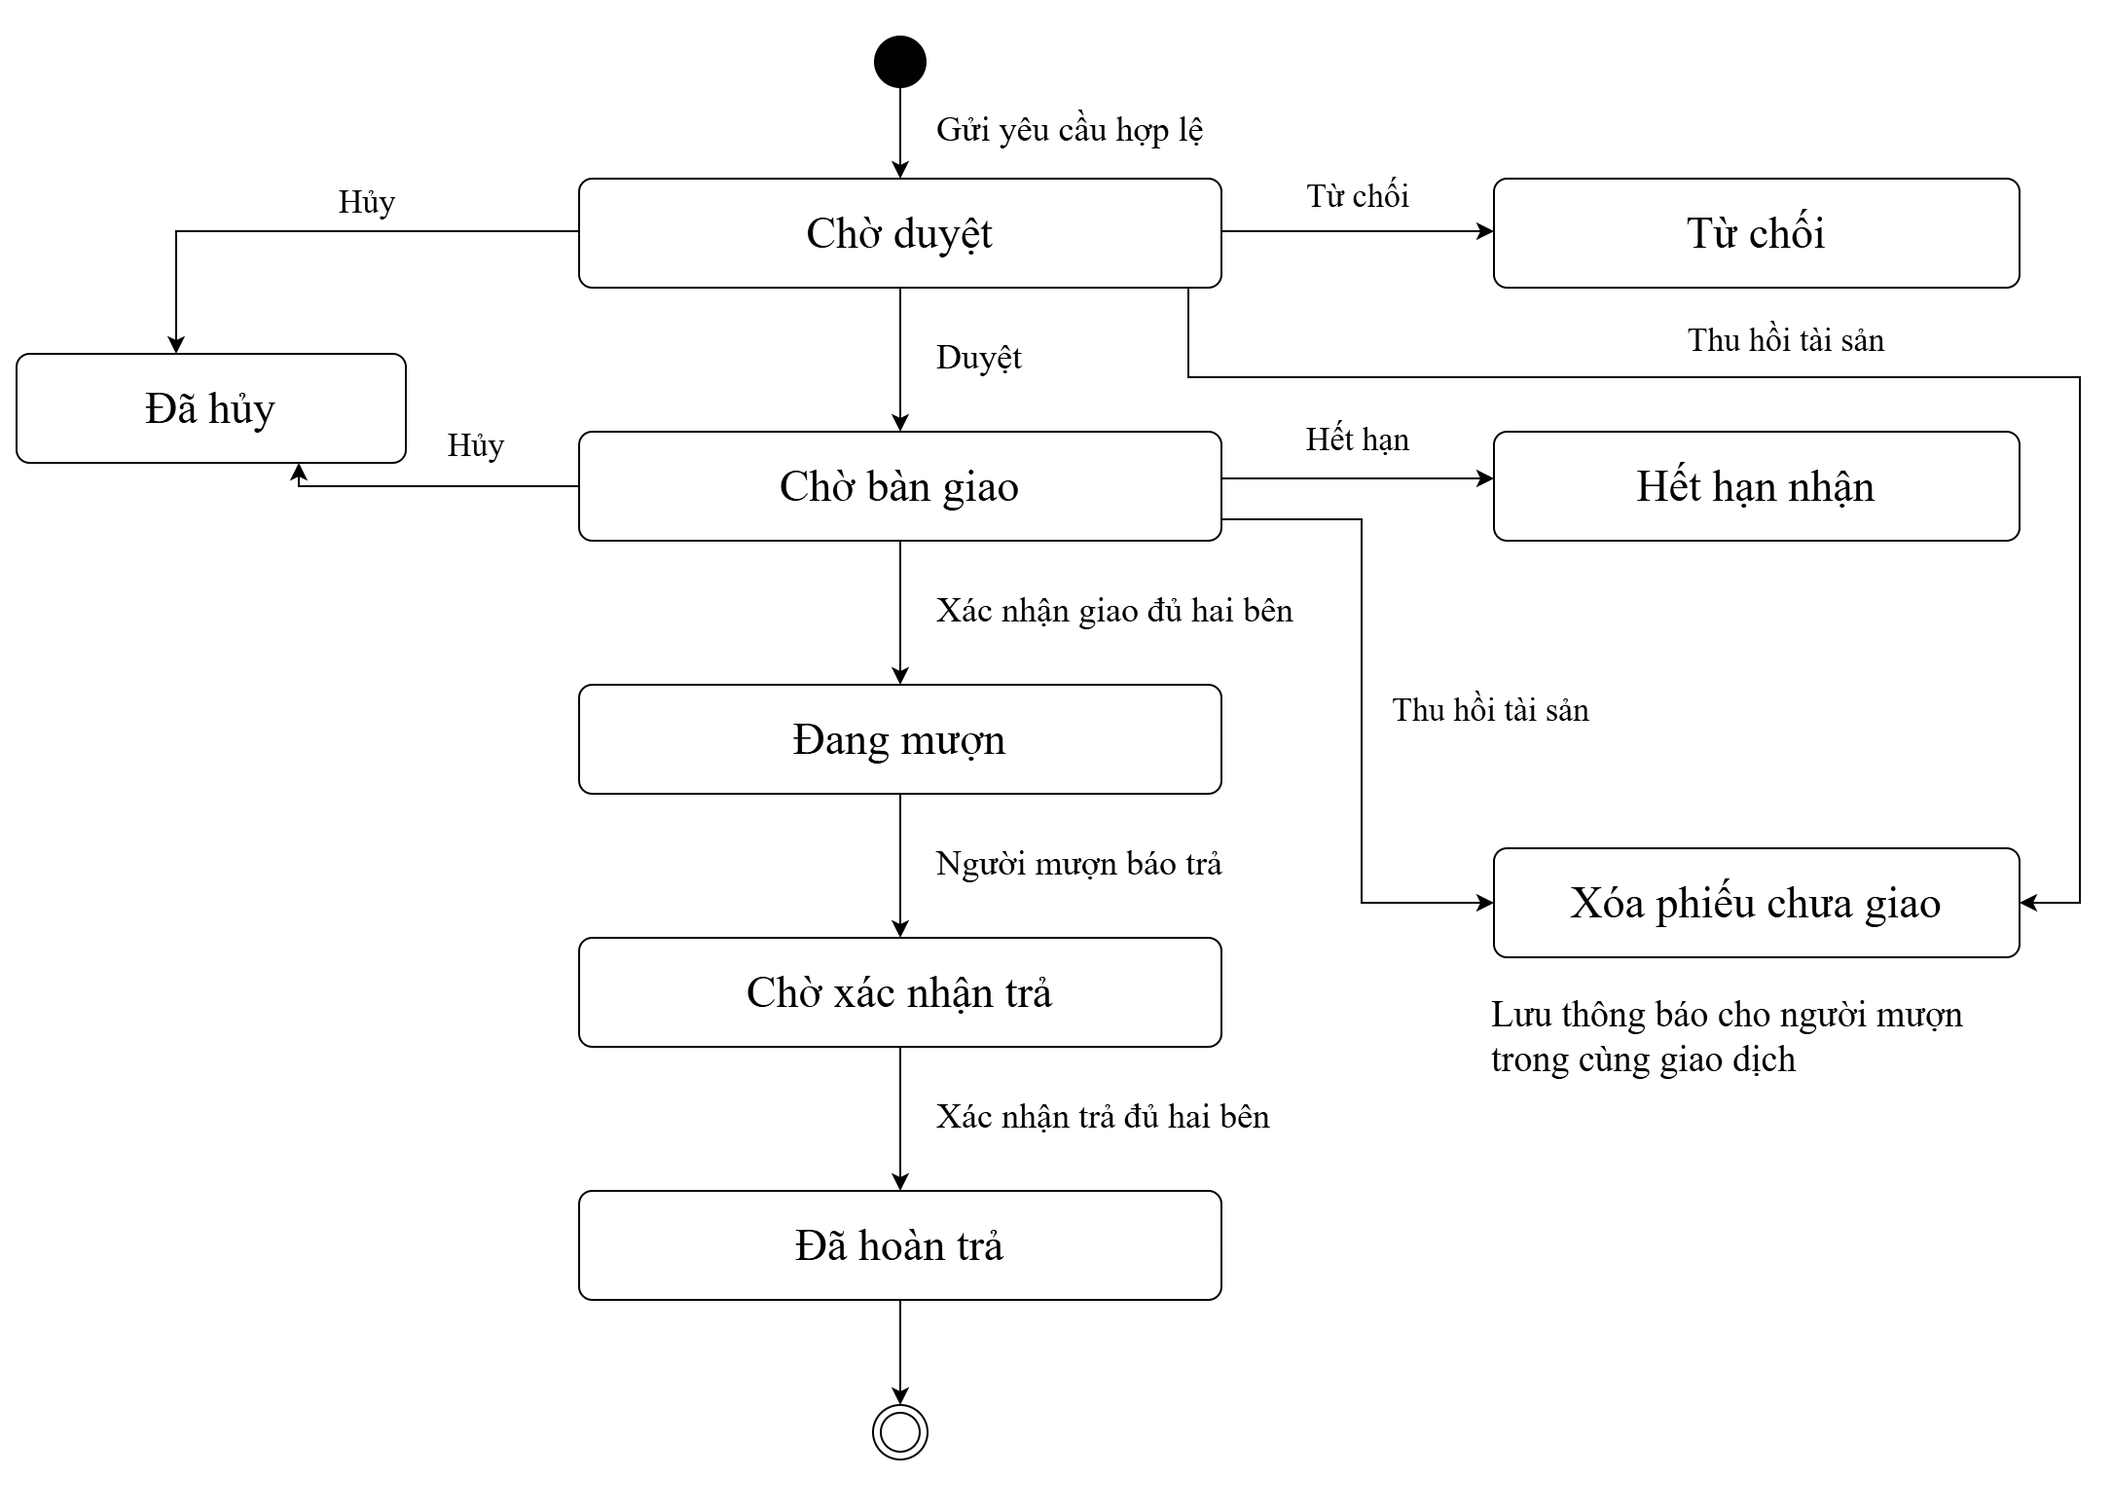 Gửi yêu cầu hợp lệ
Hủy
Chờ duyệt
Từ chối
Từ chối
Thu hồi tài sản
Duyệt
Đã hủy
Hủy
Chờ bàn giao
Hết hạn
Hết hạn nhận
Xác nhận giao đủ hai bên
Thu hồi tài sản
Đang mượn
Người mượn báo trả
Xóa phiếu chưa giao
Chờ xác nhận trả
Lưu thông báo cho người mượn
trong cùng giao dịch
Xác nhận trả đủ hai bên
Đã hoàn trả